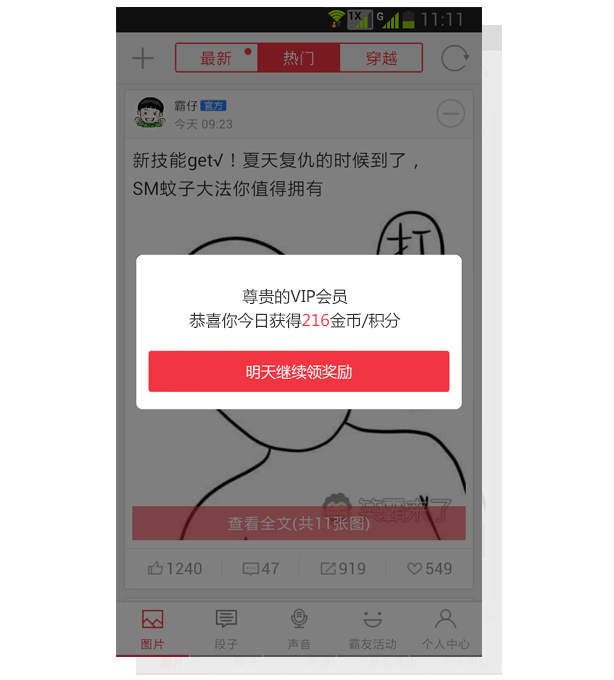 1X G 11:11
最新 热门 穿越
霸仔 官方
今天 09:23
新技能get√！夏天复仇的时候到了，
SM蚊子大法你值得拥有
打
尊贵的VIP会员
恭喜你今日获得216金币/积分
明天继续领奖励
笑霸来了
查看全文(共11张图)
1240 47 919 549
图片 段子 声音 霸友活动 个人中心